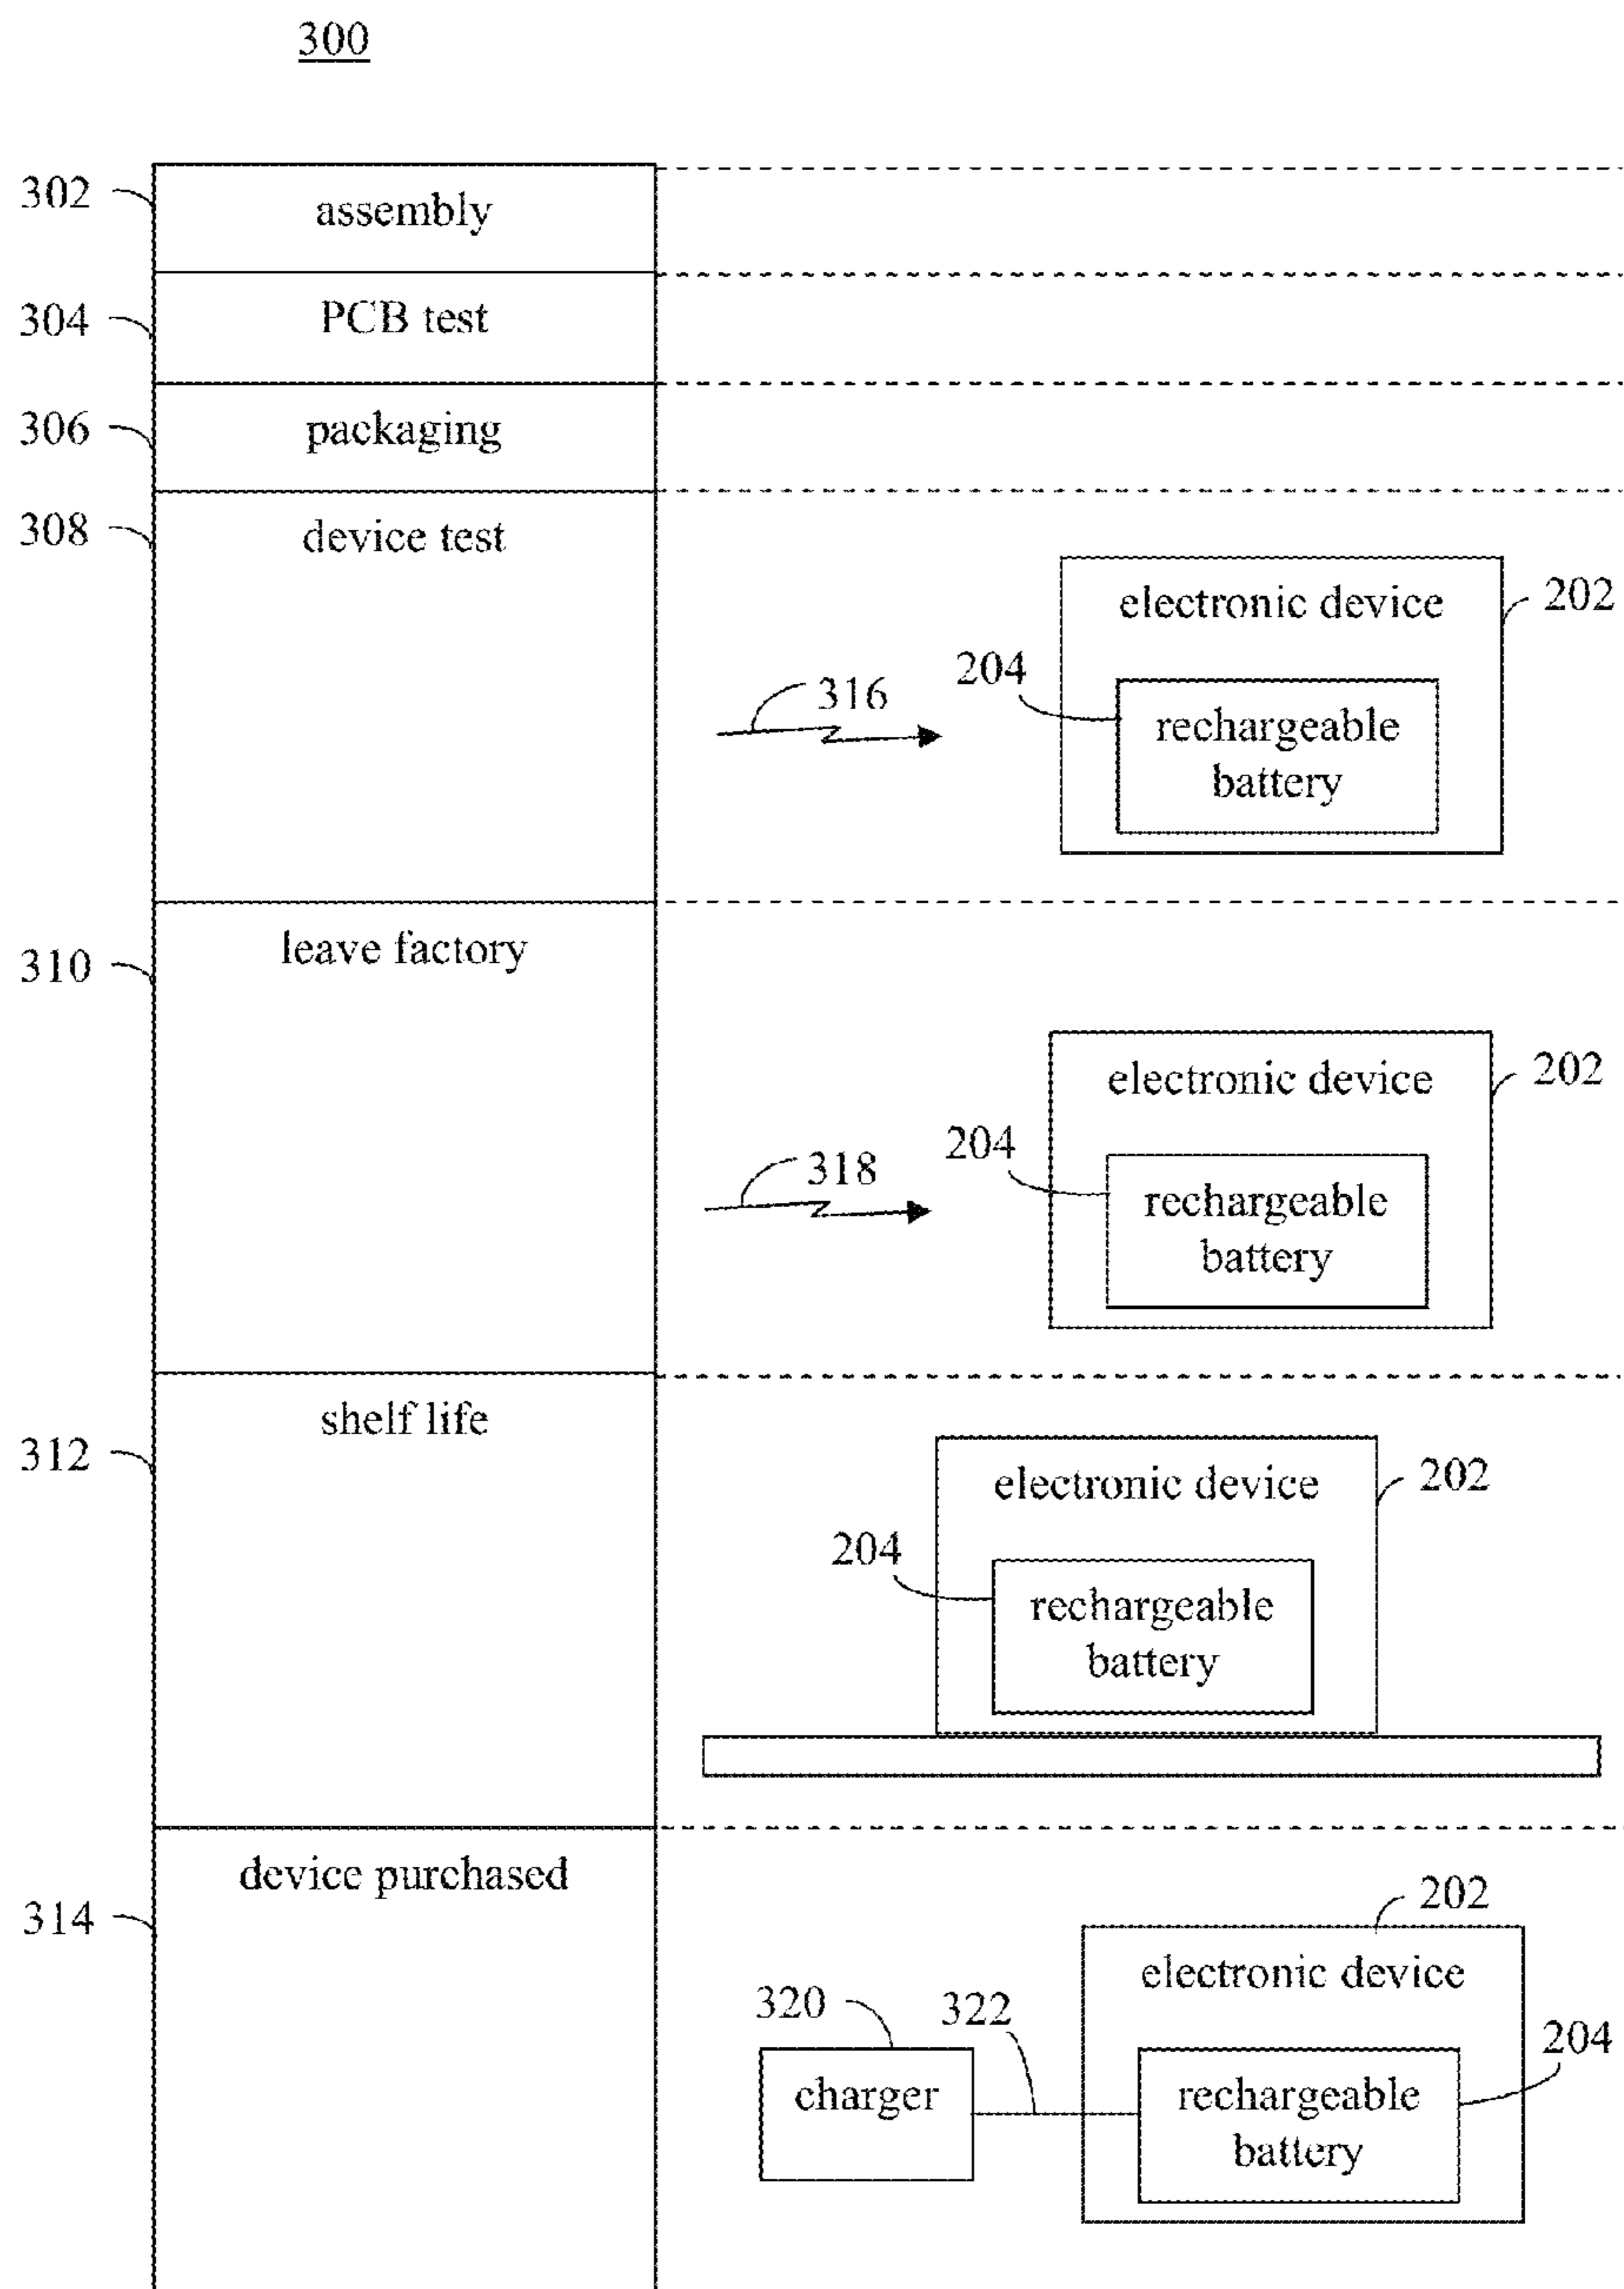 300
302
assembly
304
PCB test
306
packaging
308
device test
electronic device
202
204
316
rechargeable
battery
310
leave factory
electronic device
202
204
318
rechargeable
battery
312
shelf life
electronic device
202
204
rechargeable
battery
314
device purchased
202
electronic device
320
322
204
charger
rechargeable
battery